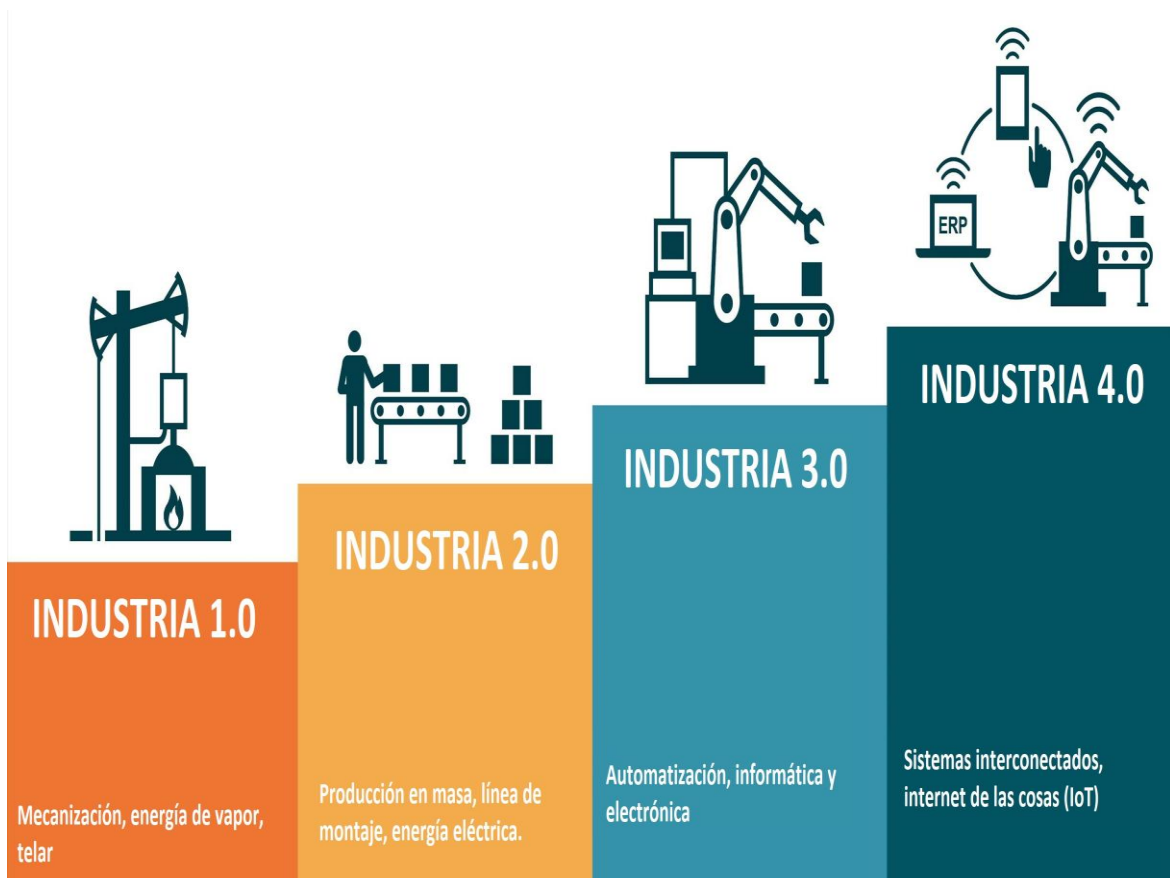 INDUSTRIA 1.0
Mecanización, energía de vapor,
telar
INDUSTRIA 2.0
Producción en masa, línea de
montaje, energía eléctrica.
INDUSTRIA 3.0
Automatización, informática y
electrónica
ERP
INDUSTRIA 4.0
Sistemas interconectados,
internet de las cosas (IoT)